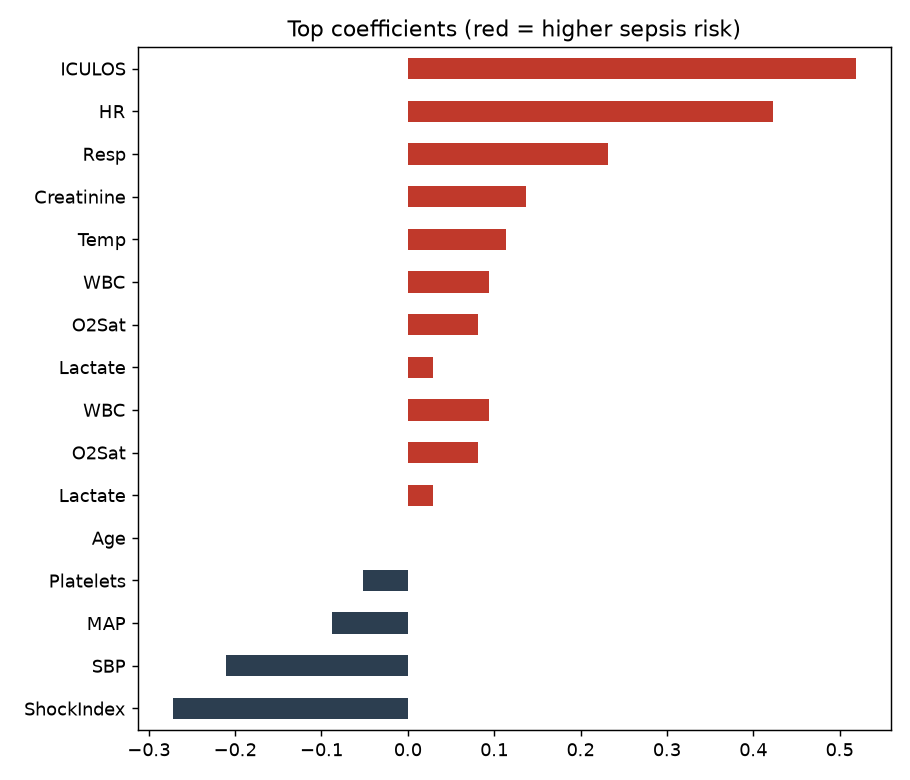 Top coefficients (red = higher sepsis risk)
ICULOS
HR
Resp
Creatinine
Temp
WBC
O2Sat
Lactate
WBC
O2Sat
Lactate
Age
Platelets
MAP
SBP
ShockIndex
−0.3 −0.2 −0.1 0.0 0.1 0.2 0.3 0.4 0.5